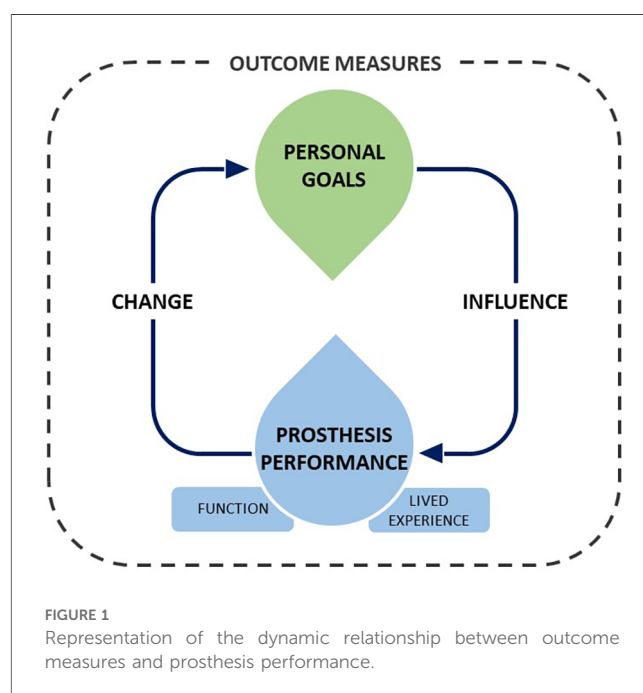 OUTCOME MEASURES
PERSONAL
GOALS
CHANGE
INFLUENCE
PROSTHESIS
PERFORMANCE
FUNCTION
LIVED
EXPERIENCE
FIGURE 1
Representation of the dynamic relationship between outcome
measures and prosthesis performance.